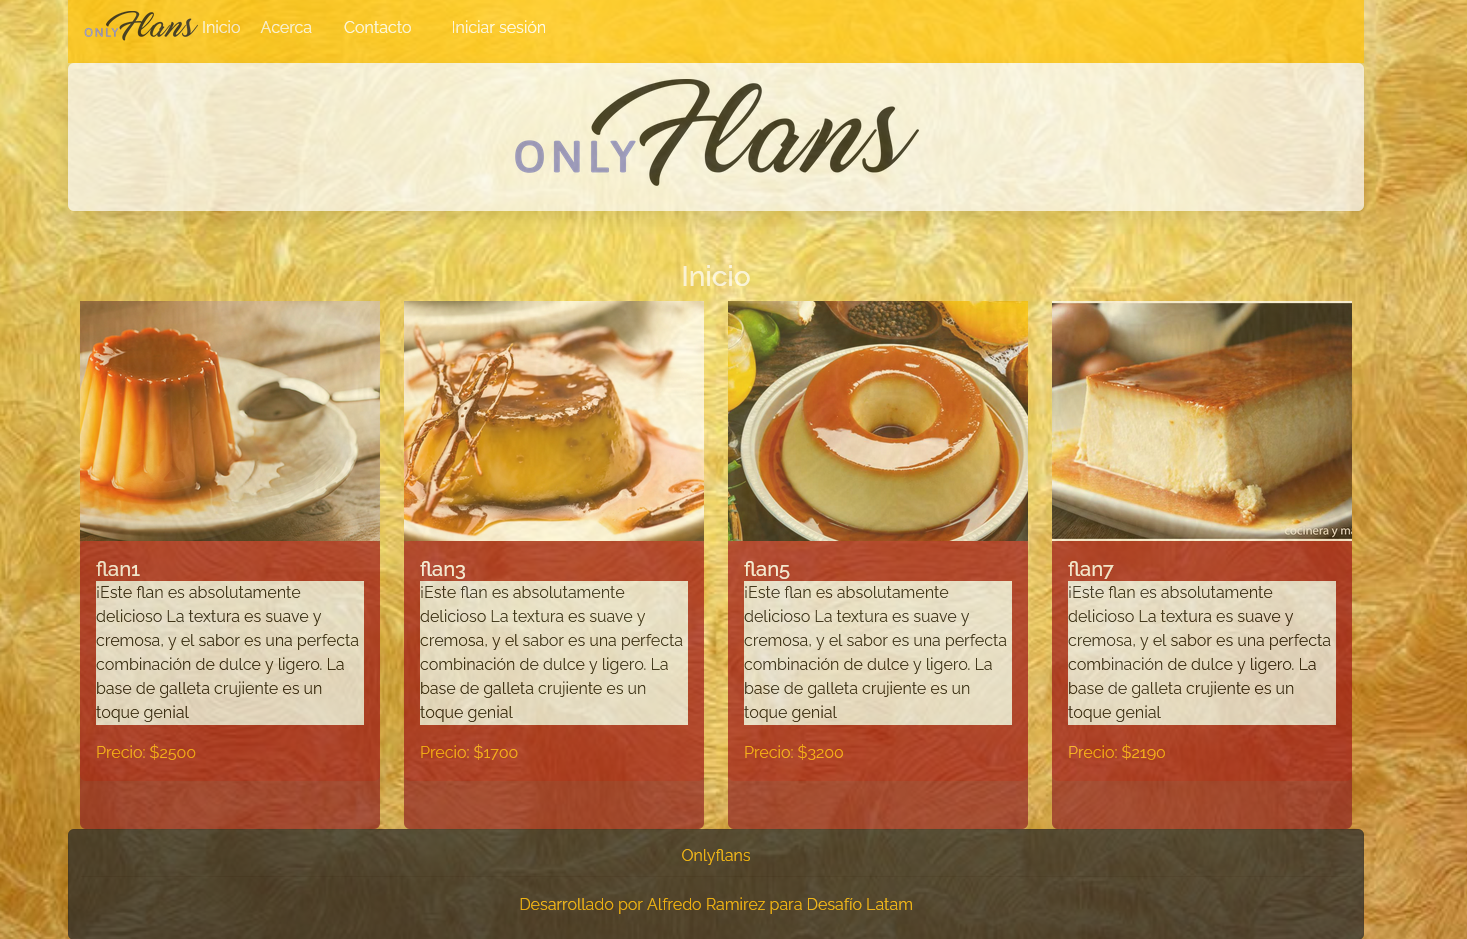 ONLY Flans Inicio Acerca Contacto Iniciar sesión
ONLY Flans
Inicio
flan1
¡Este flan es absolutamente
delicioso La textura es suave y
cremosa, y el sabor es una perfecta
combinación de dulce y ligero. La
base de galleta crujiente es un
toque genial
Precio: $2500
flan3
¡Este flan es absolutamente
delicioso La textura es suave y
cremosa, y el sabor es una perfecta
combinación de dulce y ligero. La
base de galleta crujiente es un
toque genial
Precio: $1700
flan5
¡Este flan es absolutamente
delicioso La textura es suave y
cremosa, y el sabor es una perfecta
combinación de dulce y ligero. La
base de galleta crujiente es un
toque genial
Precio: $3200
cocinera y
flan7
¡Este flan es absolutamente
delicioso La textura es suave y
cremosa, y el sabor es una perfecta
combinación de dulce y ligero. La
base de galleta crujiente es un
toque genial
Precio: $2190
Onlyflans
Desarrollado por Alfredo Ramirez para Desafío Latam